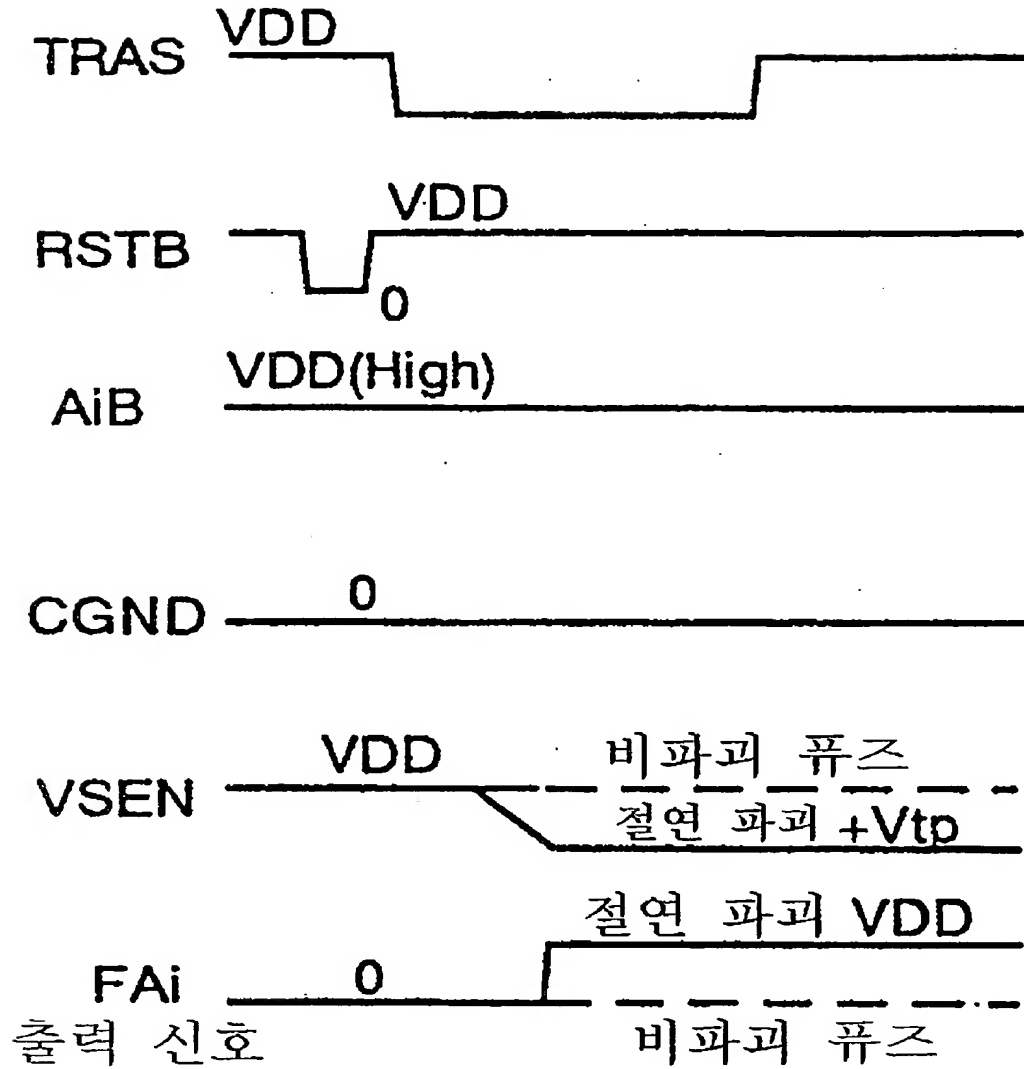 VDD
TRAS
VDD
RSTB
0
VDD(High)
AiB
0
CGND
VDD 비파괴 퓨즈
VSEN
절연 파괴 +Vtp
절연 파괴 VDD
0
FAi
출력 신호 비파괴 퓨즈